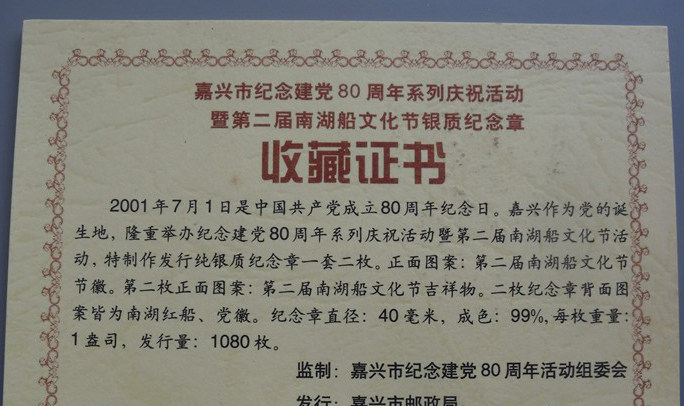 嘉兴市纪念建党80周年系列庆祝活动
暨第二届南湖船文化节银质纪念章
收藏证书
2001年7月1日是中国共产党成立80周年纪念日。嘉兴作为党的诞
生地，隆重举办纪念建党80周年系列庆祝活动暨第二届南湖船文化节活
动，特制作发行纯银质纪念章一套二枚。正面图案：第二届南湖船文化节
节徽。第二枚正面图案：第二届南湖船文化节吉祥物。二枚纪念章背面图
案皆为南湖红船、党徽。纪念章直径：40毫米，成色：99%，每枚重量：
1盎司，发行量：1080枚。
监制：嘉兴市纪念建党80周年活动组委会
发行：嘉兴市邮政局